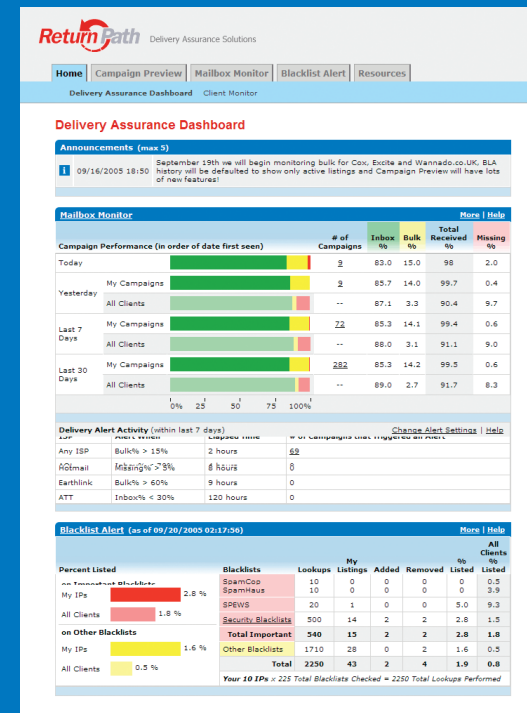 Return Path Delivery Assurance Solutions
Home Campaign Preview Mailbox Monitor Blacklist Alert Resources
Delivery Assurance Dashboard Client Monitor
Delivery Assurance Dashboard
Announcements (max 5)
September 19th we will begin monitoring bulk for Cox, Excite and Wannado.co.UK, BLA
i 09/16/2005 18:50 history will be defaulted to show only active listings and Campaign Preview will have lots
of new features!
Mailbox Monitor More | Help
Campaign Performance (in order of date first seen) # of Campaigns Inbox % Bulk % Total Received % Missing %
Today 9 83.0 15.0 98 2.0
Yesterday My Campaigns 9 85.7 14.0 99.7 0.4
All Clients -- 87.1 3.3 90.4 9.7
Last 7 Days My Campaigns 72 85.3 14.1 99.4 0.6
All Clients -- 88.0 3.1 91.1 9.0
Last 30 Days My Campaigns 282 85.3 14.2 99.5 0.6
All Clients -- 89.0 2.7 91.7 8.3
0% 25 50 75 100%
Delivery Alert Activity (within last 7 days) Change Alert Settings | Help
ISP Alert When Elapsed Time # of Campaigns that Triggered an Alert
Any ISP Bulk% > 15% 2 hours 69
Hotmail
Earthlink Bulk% > 60% 9 hours 0
ATT Inbox% < 30% 120 hours 0
Blacklist Alert (as of 09/20/2005 02:17:56) More | Help
Percent Listed Blacklists Lookups My Listings Added Removed % Listed All Clients % Listed
on Important Blacklists
SpamCop 10 0 0 0 0 0.5
SpamHaus 10 0 0 0 0 3.9
My IPs 2.8 %
SPEWS 20 1 0 0 5.0 9.3
All Clients 1.8 %
Security Blacklists 500 14 2 2 2.8 1.5
on Other Blacklists
Total Important 540 15 2 2 2.8 1.8
My IPs 1.6 %
Other Blacklists 1710 28 0 2 1.6 0.5
All Clients 0.5 %
Total 2250 43 2 4 1.9 0.8
Your 10 IPs x 225 Total Blacklists Checked = 2250 Total Lookups Performed